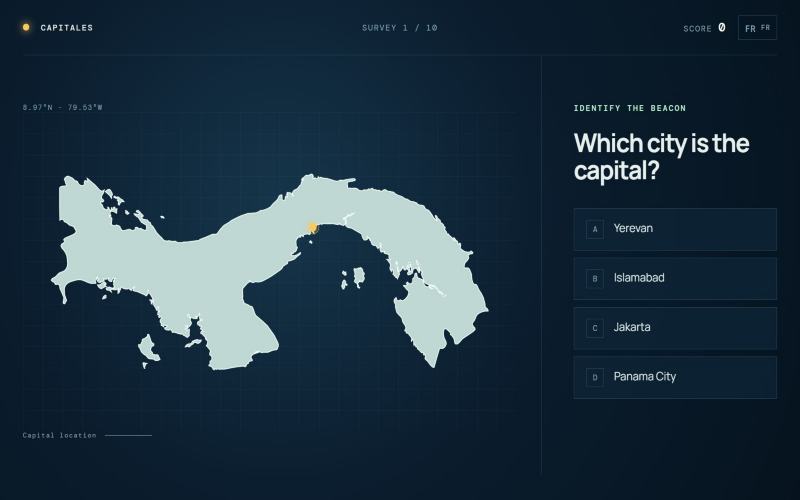 CAPITALES
SURVEY 1 / 10
SCORE 0
FR FR
8.97°N · 79.53°W
IDENTIFY THE BEACON
Which city is the
capital?
A Yerevan
B Islamabad
C Jakarta
D Panama City
Capital location